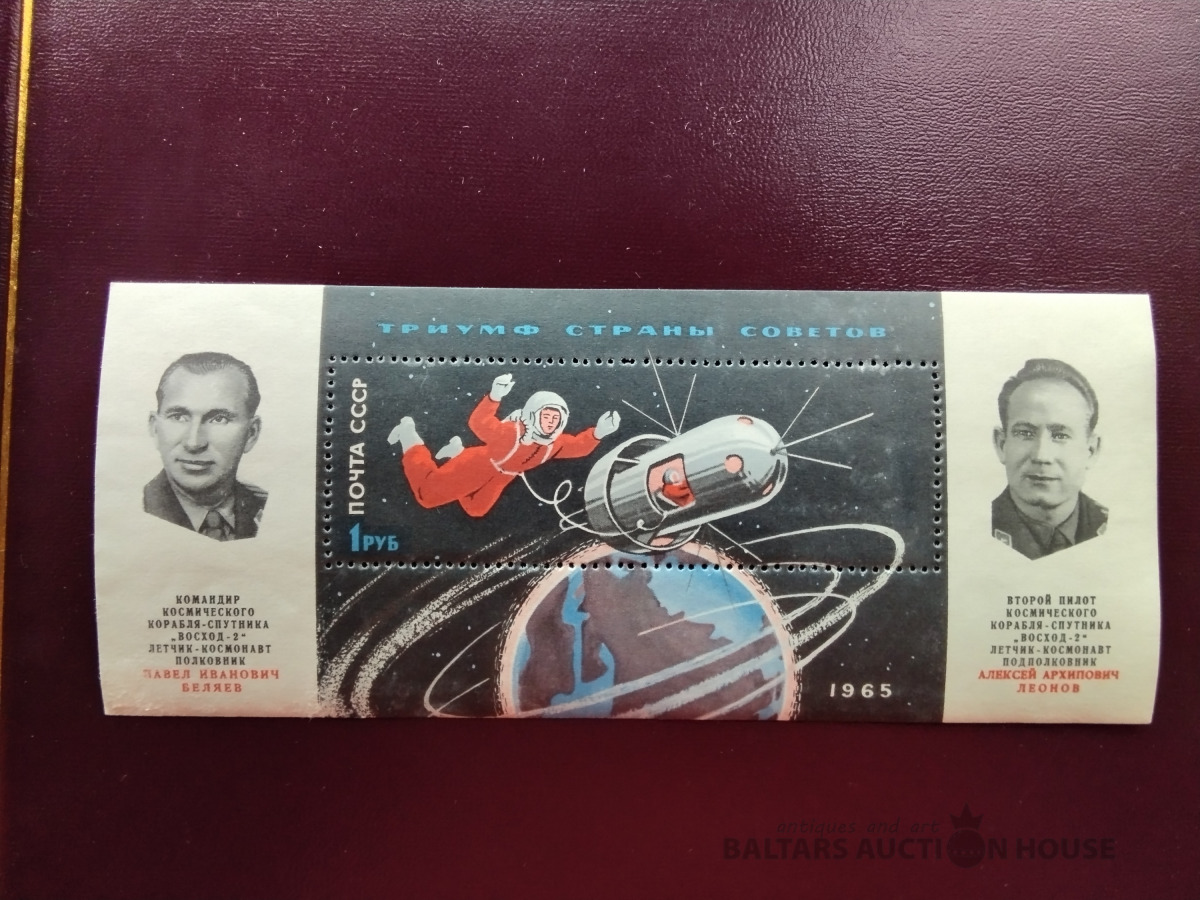 ТРИУМФ СТРАНЫ СОВЕТОВ
ПОЧТА СССР
1РУБ
1965
КОМАНДИР
КОСМИЧЕСКОГО
КОРАБЛЯ-СПУТНИКА
„ВОСХОД-2“
ЛЕТЧИК-КОСМОНАВТ
ПОЛКОВНИК
ПАВЕЛ ИВАНОВИЧ
БЕЛЯЕВ
ВТОРОЙ ПИЛОТ
КОСМИЧЕСКОГО
КОРАБЛЯ-СПУТНИКА
„ВОСХОД-2“
ЛЕТЧИК-КОСМОНАВТ
ПОДПОЛКОВНИК
АЛЕКСЕЙ АРХИПОВИЧ
ЛЕОНОВ
antiques and art
BALTARS AUCTION HOUSE